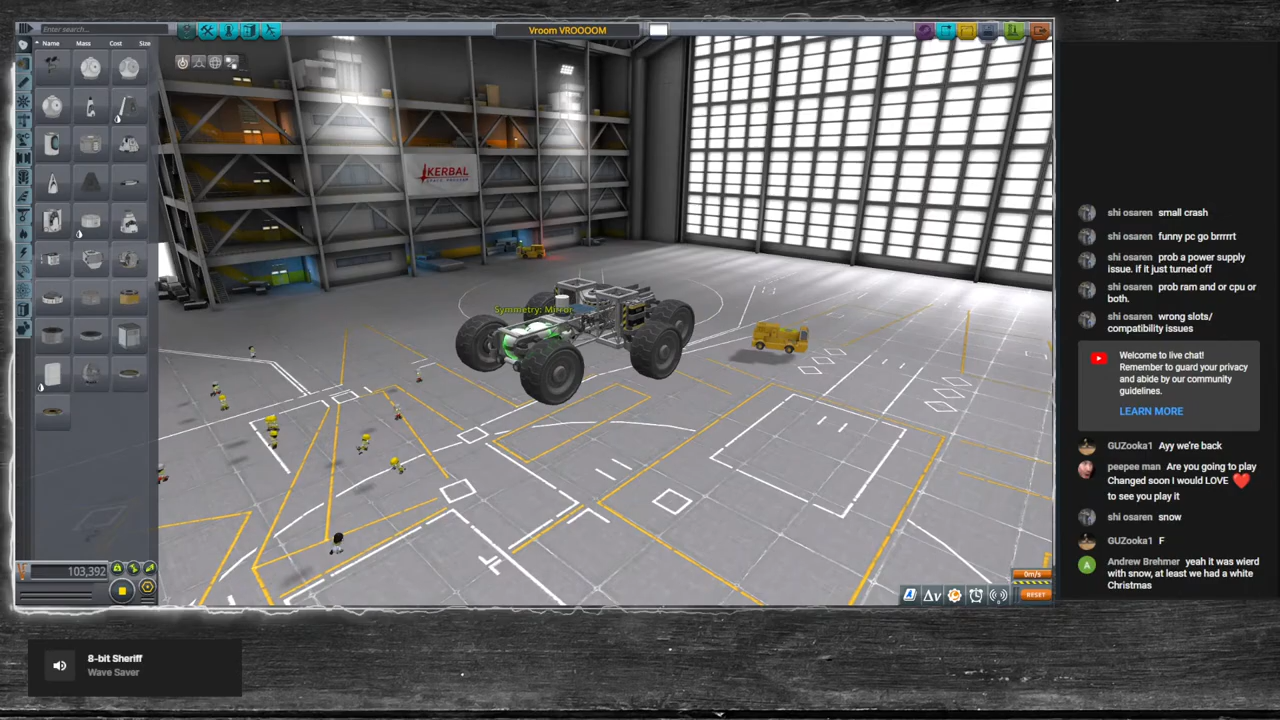 Enter search...
Vroom VROOOOM
Name Mass Cost Size
KERBAL
SPACE PROGRAM
Symmetry: Mirror
103,392
Δv
0m/s
RESET
shi osaren small crash
shi osaren funny pc go brrrrrt
shi osaren prob a power supply
issue. if it just turned off
shi osaren prob ram and or cpu or
both.
shi osaren wrong slots/
compatibility issues
Welcome to live chat!
Remember to guard your privacy
and abide by our community
guidelines.
LEARN MORE
GUZooka1 Ayy we're back
peepee man Are you going to play
Changed soon I would LOVE ❤️
to see you play it
shi osaren snow
GUZooka1 F
Andrew Brehmer yeah it was wierd
with snow, at least we had a white
Christmas
A
8-bit Sheriff
Wave Saver